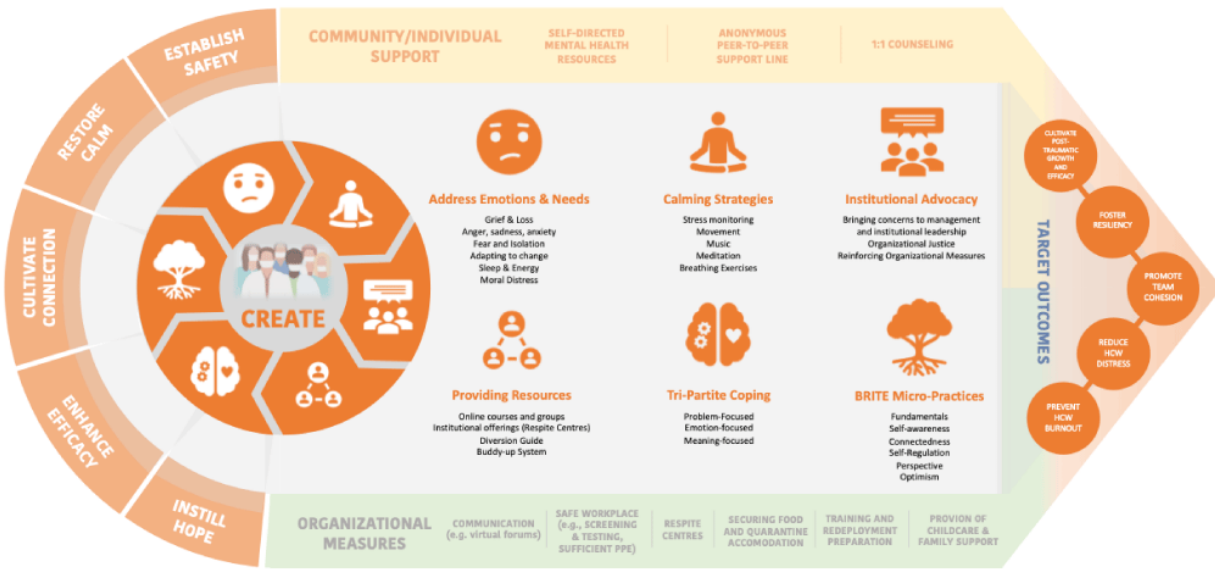 ESTABLISH
SAFETY
RESTORE
CALM
CULTIVATE
CONNECTION
ENHANCE
EFFICACY
INSTILL
HOPE
COMMUNITY/INDIVIDUAL
SUPPORT
SELF-DIRECTED
MENTAL HEALTH
RESOURCES
ANONYMOUS
PEER-TO-PEER
SUPPORT LINE
1:1 COUNSELING
CREATE
Address Emotions & Needs
Grief & Loss
Anger, sadness, anxiety
Fear and Isolation
Adapting to change
Sleep & Energy
Moral Distress
Calming Strategies
Stress monitoring
Movement
Music
Meditation
Breathing Exercises
Institutional Advocacy
Bringing concerns to management
and institutional leadership
Organizational Justice
Reinforcing Organizational Measures
Providing Resources
Online courses and groups
Institutional offerings (Respite Centres)
Diversion Guide
Buddy-up System
Tri-Partite Coping
Problem-Focused
Emotion-focused
Meaning-focused
BRITE Micro-Practices
Fundamentals
Self-awareness
Connectedness
Self-Regulation
Perspective
Optimism
TARGET OUTCOMES
CULTIVATE
POST-
TRAUMATIC
GROWTH
AND
EFFICACY
FOSTER
RESILIENCY
PROMOTE
TEAM
COHESION
REDUCE
HCW
DISTRESS
PREVENT
HCW
BURNOUT
ORGANIZATIONAL
MEASURES
COMMUNICATION
(e.g. virtual forums)
SAFE WORKPLACE
(e.g., SCREENING
& TESTING,
SUFFICIENT PPE)
RESPITE
CENTRES
SECURING FOOD
AND QUARANTINE
ACCOMODATION
TRAINING AND
REDEPLOYMENT
PREPARATION
PROVION OF
CHILDCARE &
FAMILY SUPPORT